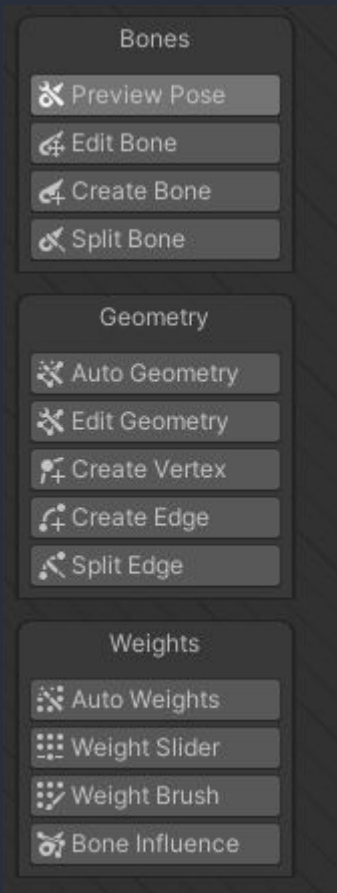 Bones
Preview Pose
Edit Bone
Create Bone
Split Bone
Geometry
Auto Geometry
Edit Geometry
Create Vertex
Create Edge
Split Edge
Weights
Auto Weights
Weight Slider
Weight Brush
Bone Influence